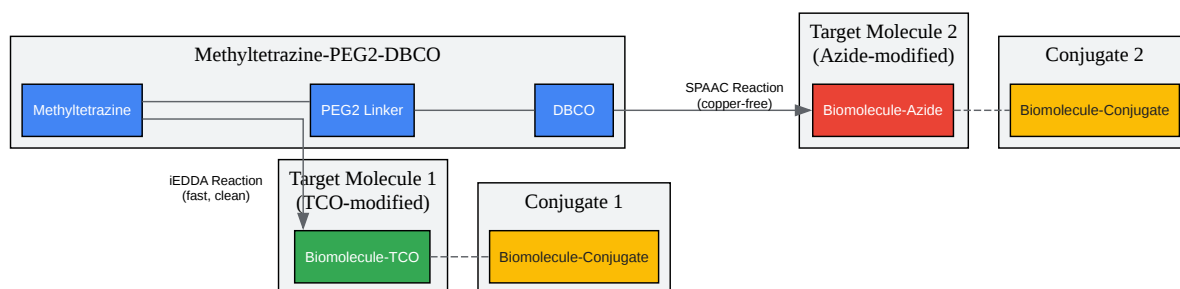 Methyltetrazine-PEG2-DBCO
Methyltetrazine
PEG2 Linker
DBCO
SPAAC Reaction
(copper-free)
Target Molecule 2
(Azide-modified)
Biomolecule-Azide
Conjugate 2
Biomolecule-Conjugate
iEDDA Reaction
(fast, clean)
Target Molecule 1
(TCO-modified)
Biomolecule-TCO
Conjugate 1
Biomolecule-Conjugate